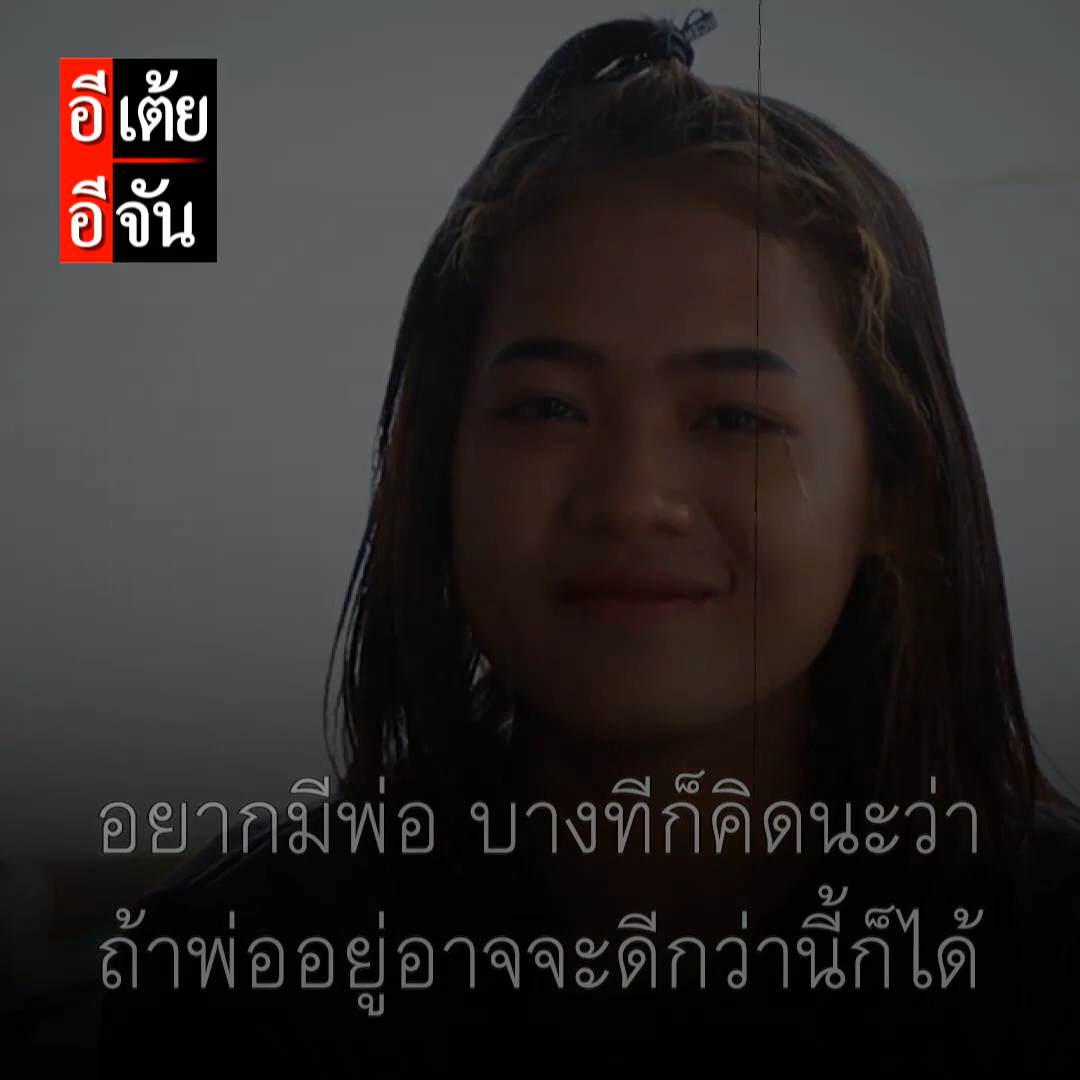 อีเต้ย
อีจัน
อยากมีพ่อ บางทีก็คิดนะว่า
ถ้าพ่ออยู่อาจจะดีกว่านี้ก็ได้